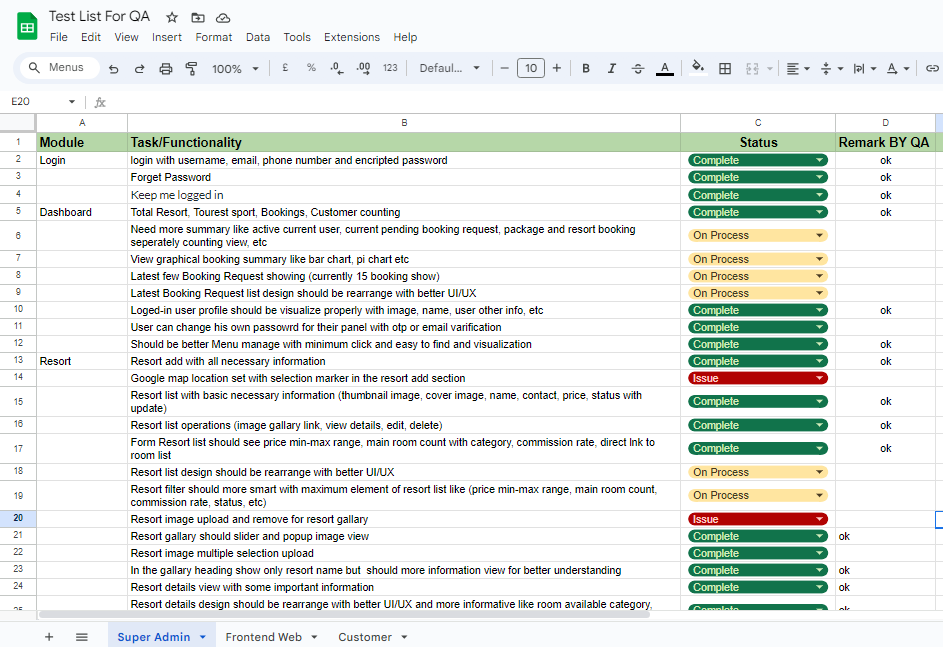 Test List For QA
File Edit View Insert Format Data Tools Extensions Help
Menus 100% £ % .0 .00 123 Defaul... 10 B I A
E20 fx
A B C D
1 Module Task/Functionality Status Remark BY QA
2 Login login with username, email, phone number and encripted password Complete ok
3 Forget Password Complete ok
4 Keep me logged in Complete ok
5 Dashboard Total Resort, Tourest sport, Bookings, Customer counting Complete ok
Need more summary like active current user, current pending booking request, package and resort booking
6 seperately counting view, etc On Process
7 View graphical booking summary like bar chart, pi chart etc On Process
8 Latest few Booking Request showing (currently 15 booking show) On Process
9 Latest Booking Request list design should be rearrange with better UI/UX On Process
10 Loged-in user profile should be visualize properly with image, name, user other info, etc Complete ok
11 User can change his own passowrd for their panel with otp or email varification Complete
12 Should be better Menu manage with minimum click and easy to find and visualization Complete ok
13 Resort Resort add with all necessary information Complete ok
14 Google map location set with selection marker in the resort add section Issue
Resort list with basic necessary information (thumbnail image, cover image, name, contact, price, status with
15 update) Complete ok
16 Resort list operations (image gallary link, view details, edit, delete) Complete ok
Form Resort list should see price min-max range, main room count with category, commission rate, direct lnk to
17 room list Complete ok
18 Resort list design should be rearrange with better UI/UX On Process
Resort filter should more smart with maximum element of resort list like (price min-max range, main room count,
19 commission rate, status, etc) On Process
20 Resort image upload and remove for resort gallary Issue
21 Resort gallary should slider and popup image view Complete ok
22 Resort image multiple selection upload Complete
23 In the gallary heading show only resort name but should more information view for better understanding Complete ok
24 Resort details view with some important information Complete ok
25 Resort details design should be rearrange with better UI/UX and more informative like room available category, Complete ok
Super Admin Frontend Web Customer